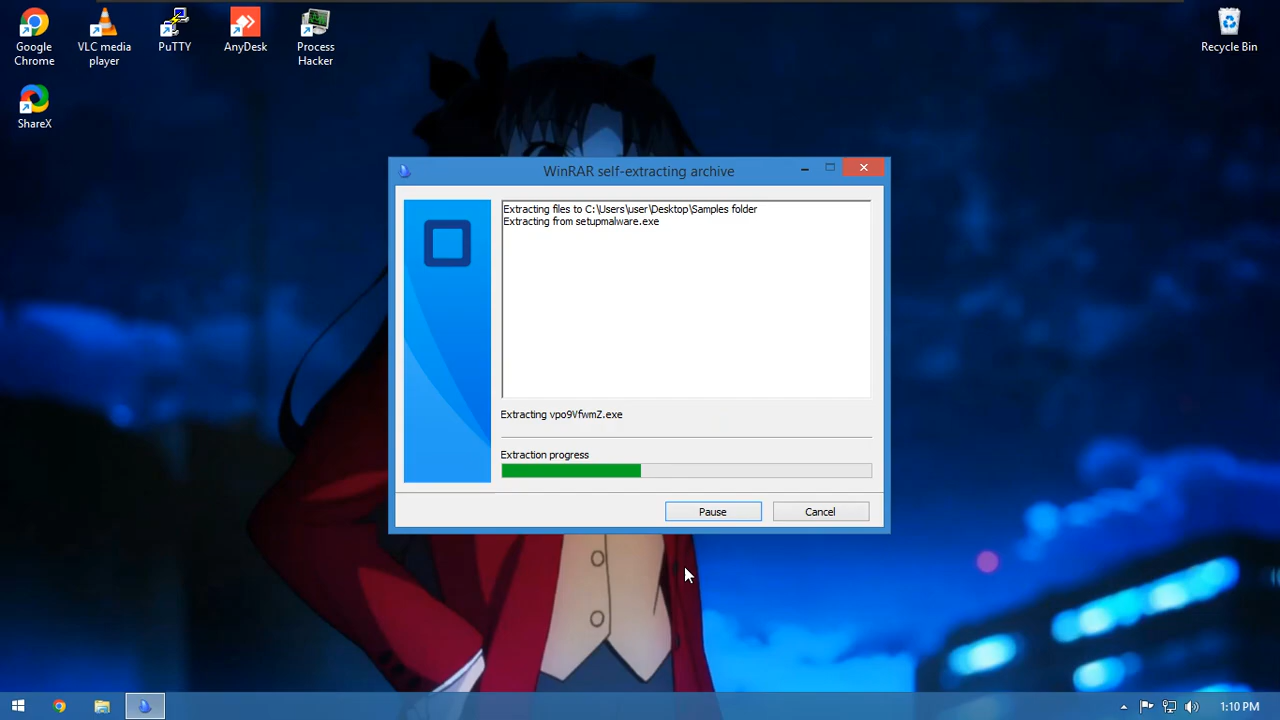 Google
Chrome
VLC media
player
PuTTY
AnyDesk
Process
Hacker
Recycle Bin
ShareX
WinRAR self-extracting archive
Extracting files to C:\Users\user\Desktop\Samples folder
Extracting from setupmalware.exe
Extracting vpo9VfwmZ.exe
Extraction progress
Pause
Cancel
1:10 PM